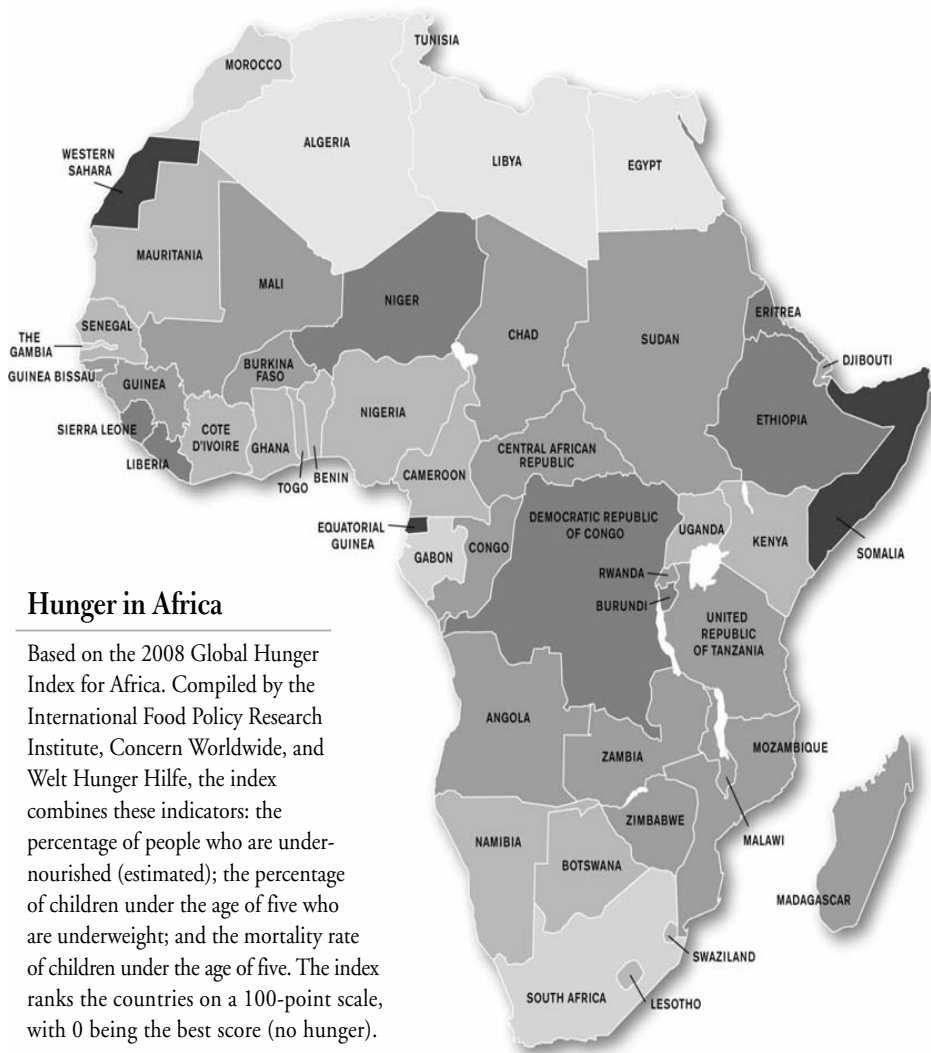 TUNISIA
MOROCCO
ALGERIA
LIBYA
EGYPT
WESTERN
SAHARA
MAURITANIA
MALI
NIGER
CHAD
SUDAN
ERITREA
DJIBOUTI
SENEGAL
THE
GAMBIA
GUINEA BISSAU
GUINEA
BURKINA
FASO
NIGERIA
ETHIOPIA
SIERRA LEONE
LIBERIA
COTE
D'IVOIRE
GHANA
TOGO
BENIN
CAMEROON
CENTRAL AFRICAN
REPUBLIC
SOMALIA
EQUATORIAL
GUINEA
GABON
CONGO
DEMOCRATIC REPUBLIC
OF CONGO
UGANDA
KENYA
RWANDA
BURUNDI
UNITED
REPUBLIC
OF TANZANIA
ANGOLA
ZAMBIA
MOZAMBIQUE
MALAWI
ZIMBABWE
NAMIBIA
BOTSWANA
MADAGASCAR
SWAZILAND
LESOTHO
SOUTH AFRICA
Hunger in Africa
Based on the 2008 Global Hunger
Index for Africa. Compiled by the
International Food Policy Research
Institute, Concern Worldwide, and
Welt Hunger Hilfe, the index
combines these indicators: the
percentage of people who are under-
nourished (estimated); the percentage
of children under the age of five who
are underweight; and the mortality rate
of children under the age of five. The index
ranks the countries on a 100-point scale,
with 0 being the best score (no hunger).